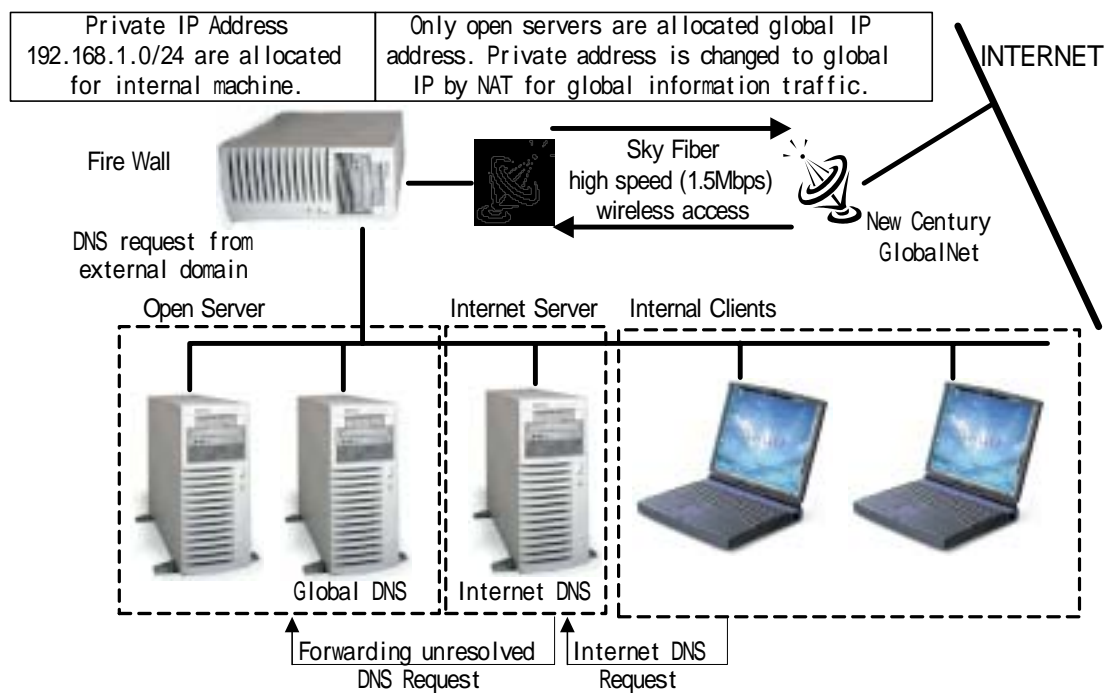 Private IP Address
192.168.1.0/24 are allocated
for internal machine.
Only open servers are allocated global IP
address. Private address is changed to global
IP by NAT for global information traffic.
INTERNET
Fire Wall
Sky Fiber
high speed (1.5Mbps)
wireless access
New Century
GlobalNet
DNS request from
external domain
Open Server
Internet Server
Internal Clients
Global DNS
Internet DNS
Forwarding unresolved
DNS Request
Internet DNS
Request